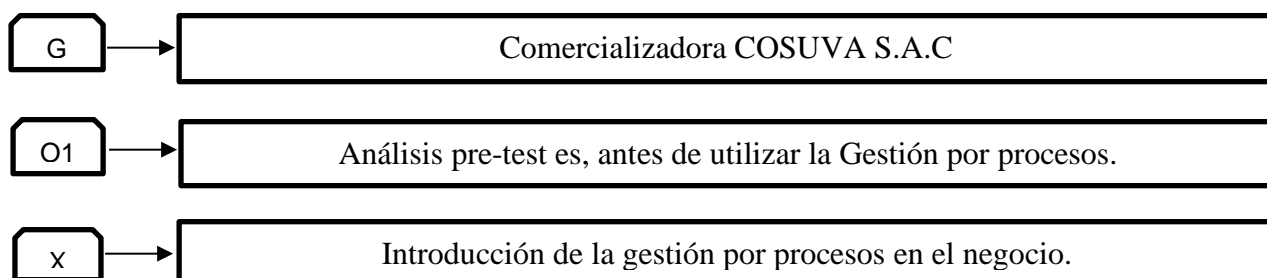 G
Comercializadora COSUVA S.A.C
O1
Análisis pre-test es, antes de utilizar la Gestión por procesos.
X
Introducción de la gestión por procesos en el negocio.